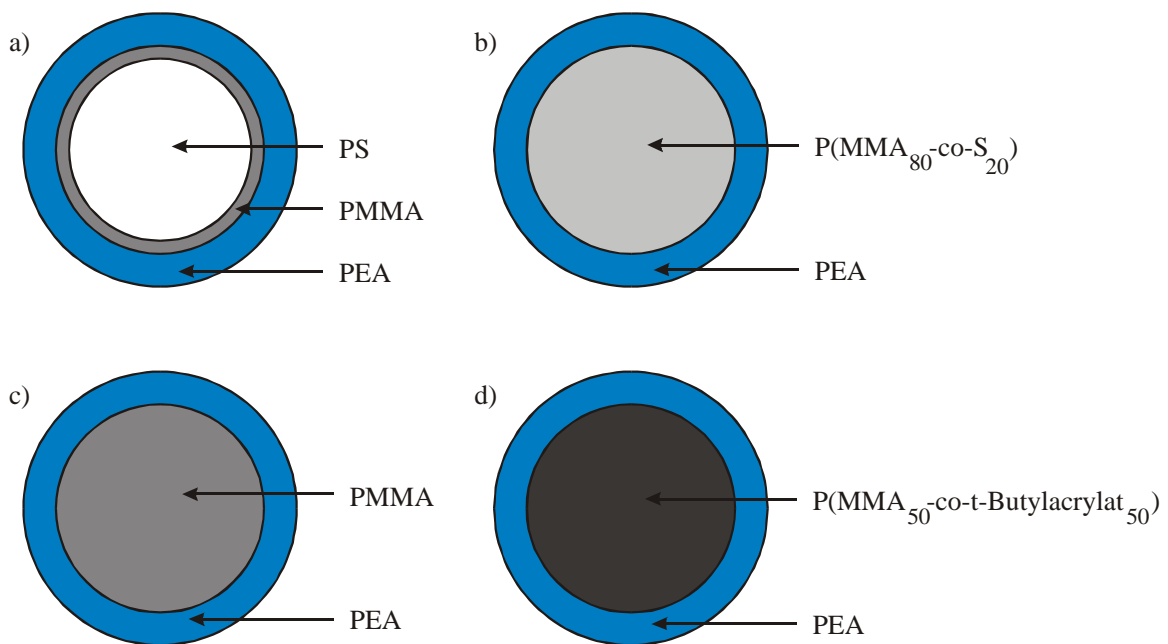 a)
PS
PMMA
PEA
b)
P(MMA80-co-S20)
PEA
c)
PMMA
PEA
d)
P(MMA50-co-t-Butylacrylat50)
PEA